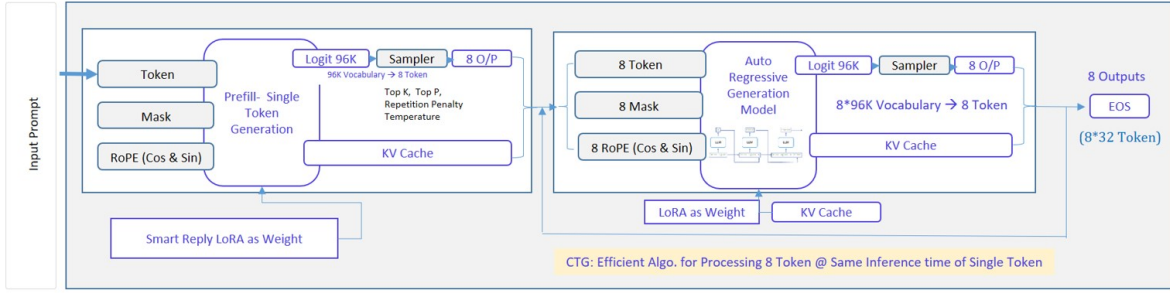 Input Prompt
Token
Mask
RoPE (Cos & Sin)
Prefill- Single
Token
Generation
Logit 96K
Sampler
8 O/P
96K Vocabulary → 8 Token
Top K, Top P,
Repetition Penalty
Temperature
KV Cache
Smart Reply LoRA as Weight
8 Token
8 Mask
8 RoPE (Cos & Sin)
Auto
Regressive
Generation
Model
Logit 96K
Sampler
8 O/P
8*96K Vocabulary → 8 Token
KV Cache
LoRA as Weight
KV Cache
8 Outputs
EOS
(8*32 Token)
CTG: Efficient Algo. for Processing 8 Token @ Same Inference time of Single Token